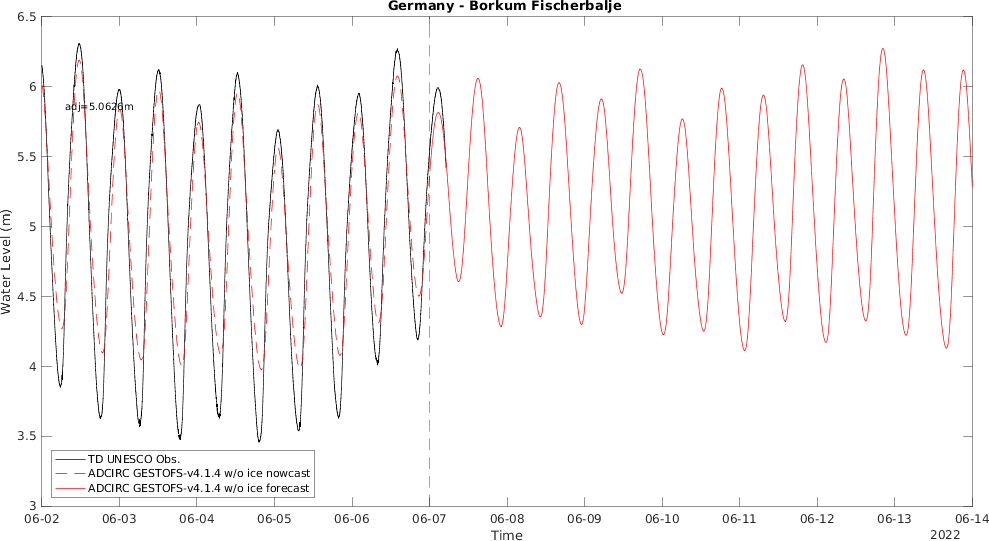 Germany - Borkum Fischerbalje
6.5
6
adj=5.0626m
5.5
5
Water Level (m)
4.5
4
3.5
TD UNESCO Obs.
ADCIRC GESTOFS-v4.1.4 w/o ice nowcast
ADCIRC GESTOFS-v4.1.4 w/o ice forecast
3
06-02 06-03 06-04 06-05 06-06 06-07 06-08 06-09 06-10 06-11 06-12 06-13 06-14
Time
2022